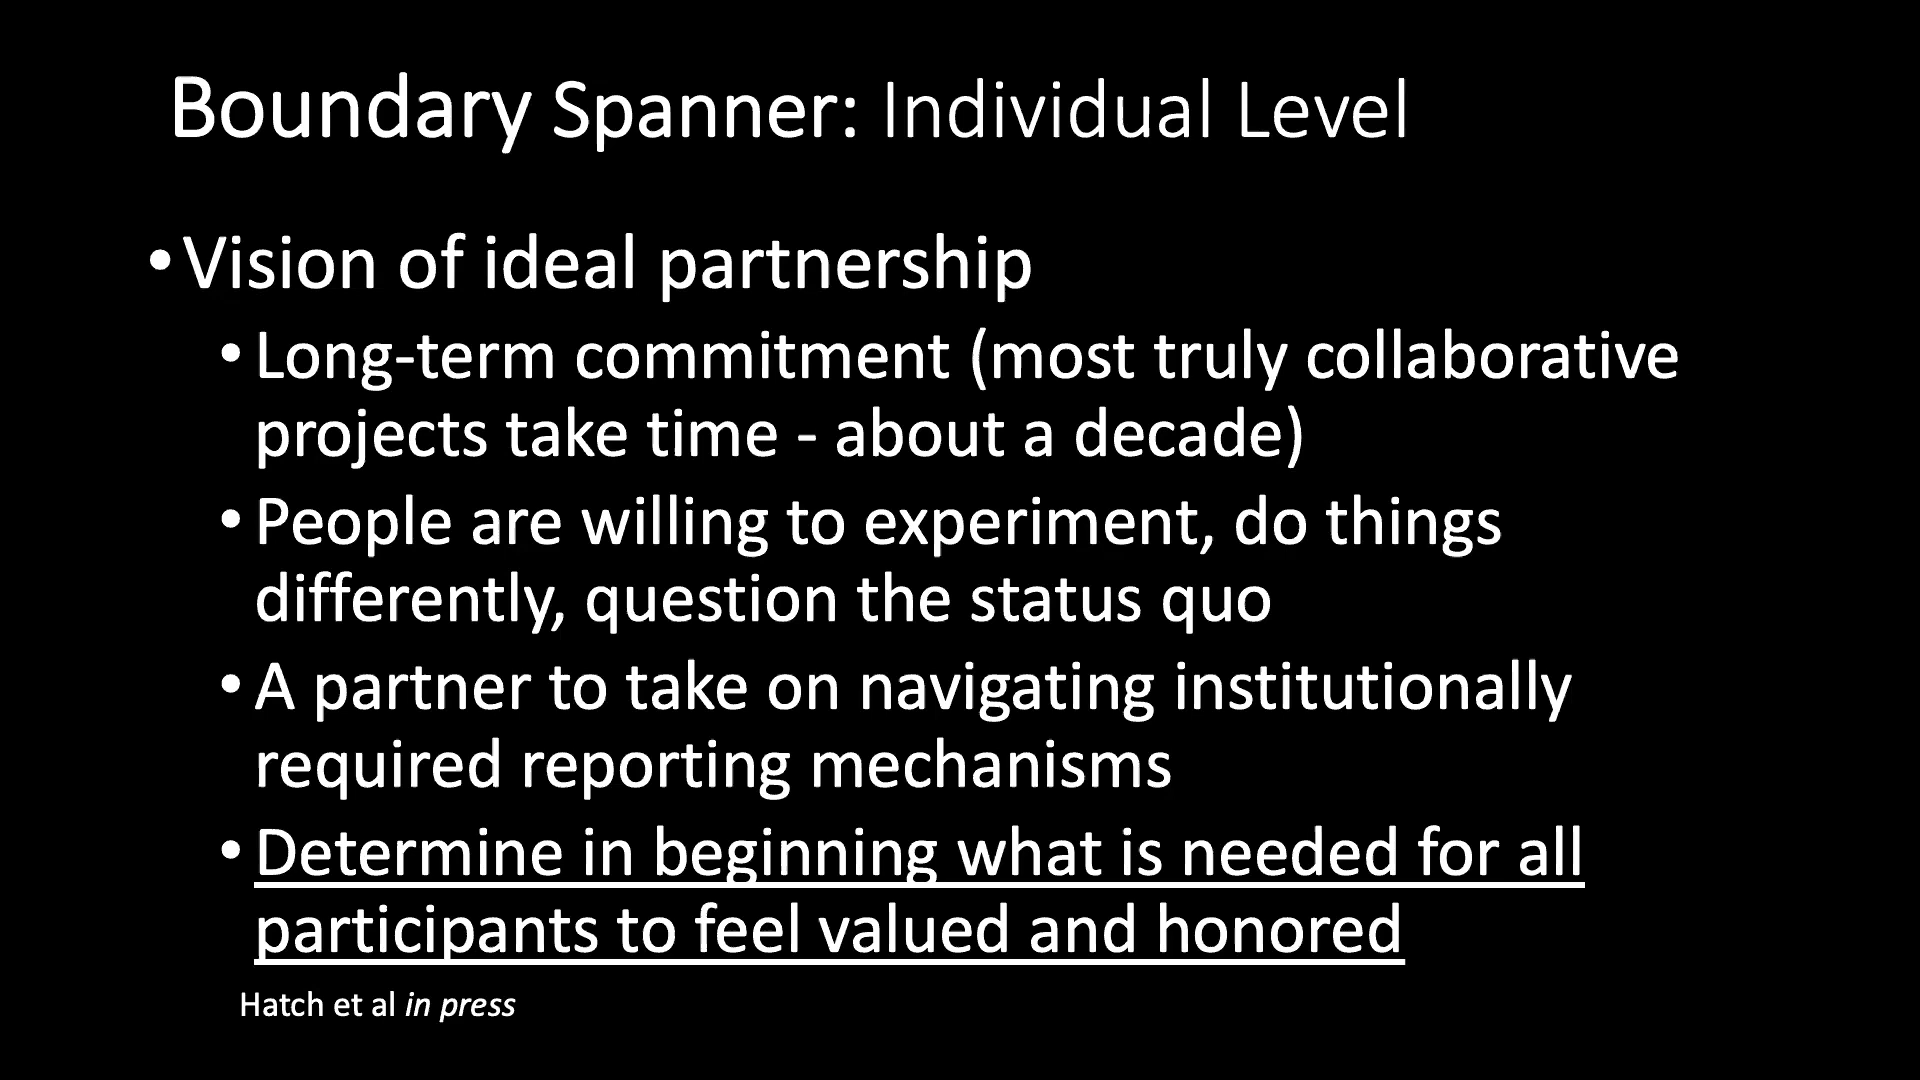 Boundary Spanner: Individual Level
•Vision of ideal partnership
•Long-term commitment (most truly collaborative
projects take time - about a decade)
•People are willing to experiment, do things
differently, question the status quo
•A partner to take on navigating institutionally
required reporting mechanisms
•Determine in beginning what is needed for all
participants to feel valued and honored
Hatch et al in press